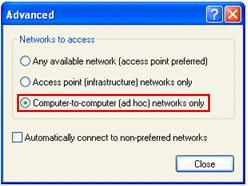 Advanced
Networks to access
Any available network (access point preferred)
Access point (infrastructure) networks only
Computer-to-computer (ad hoc) networks only
Automatically connect to non-preferred networks
Close